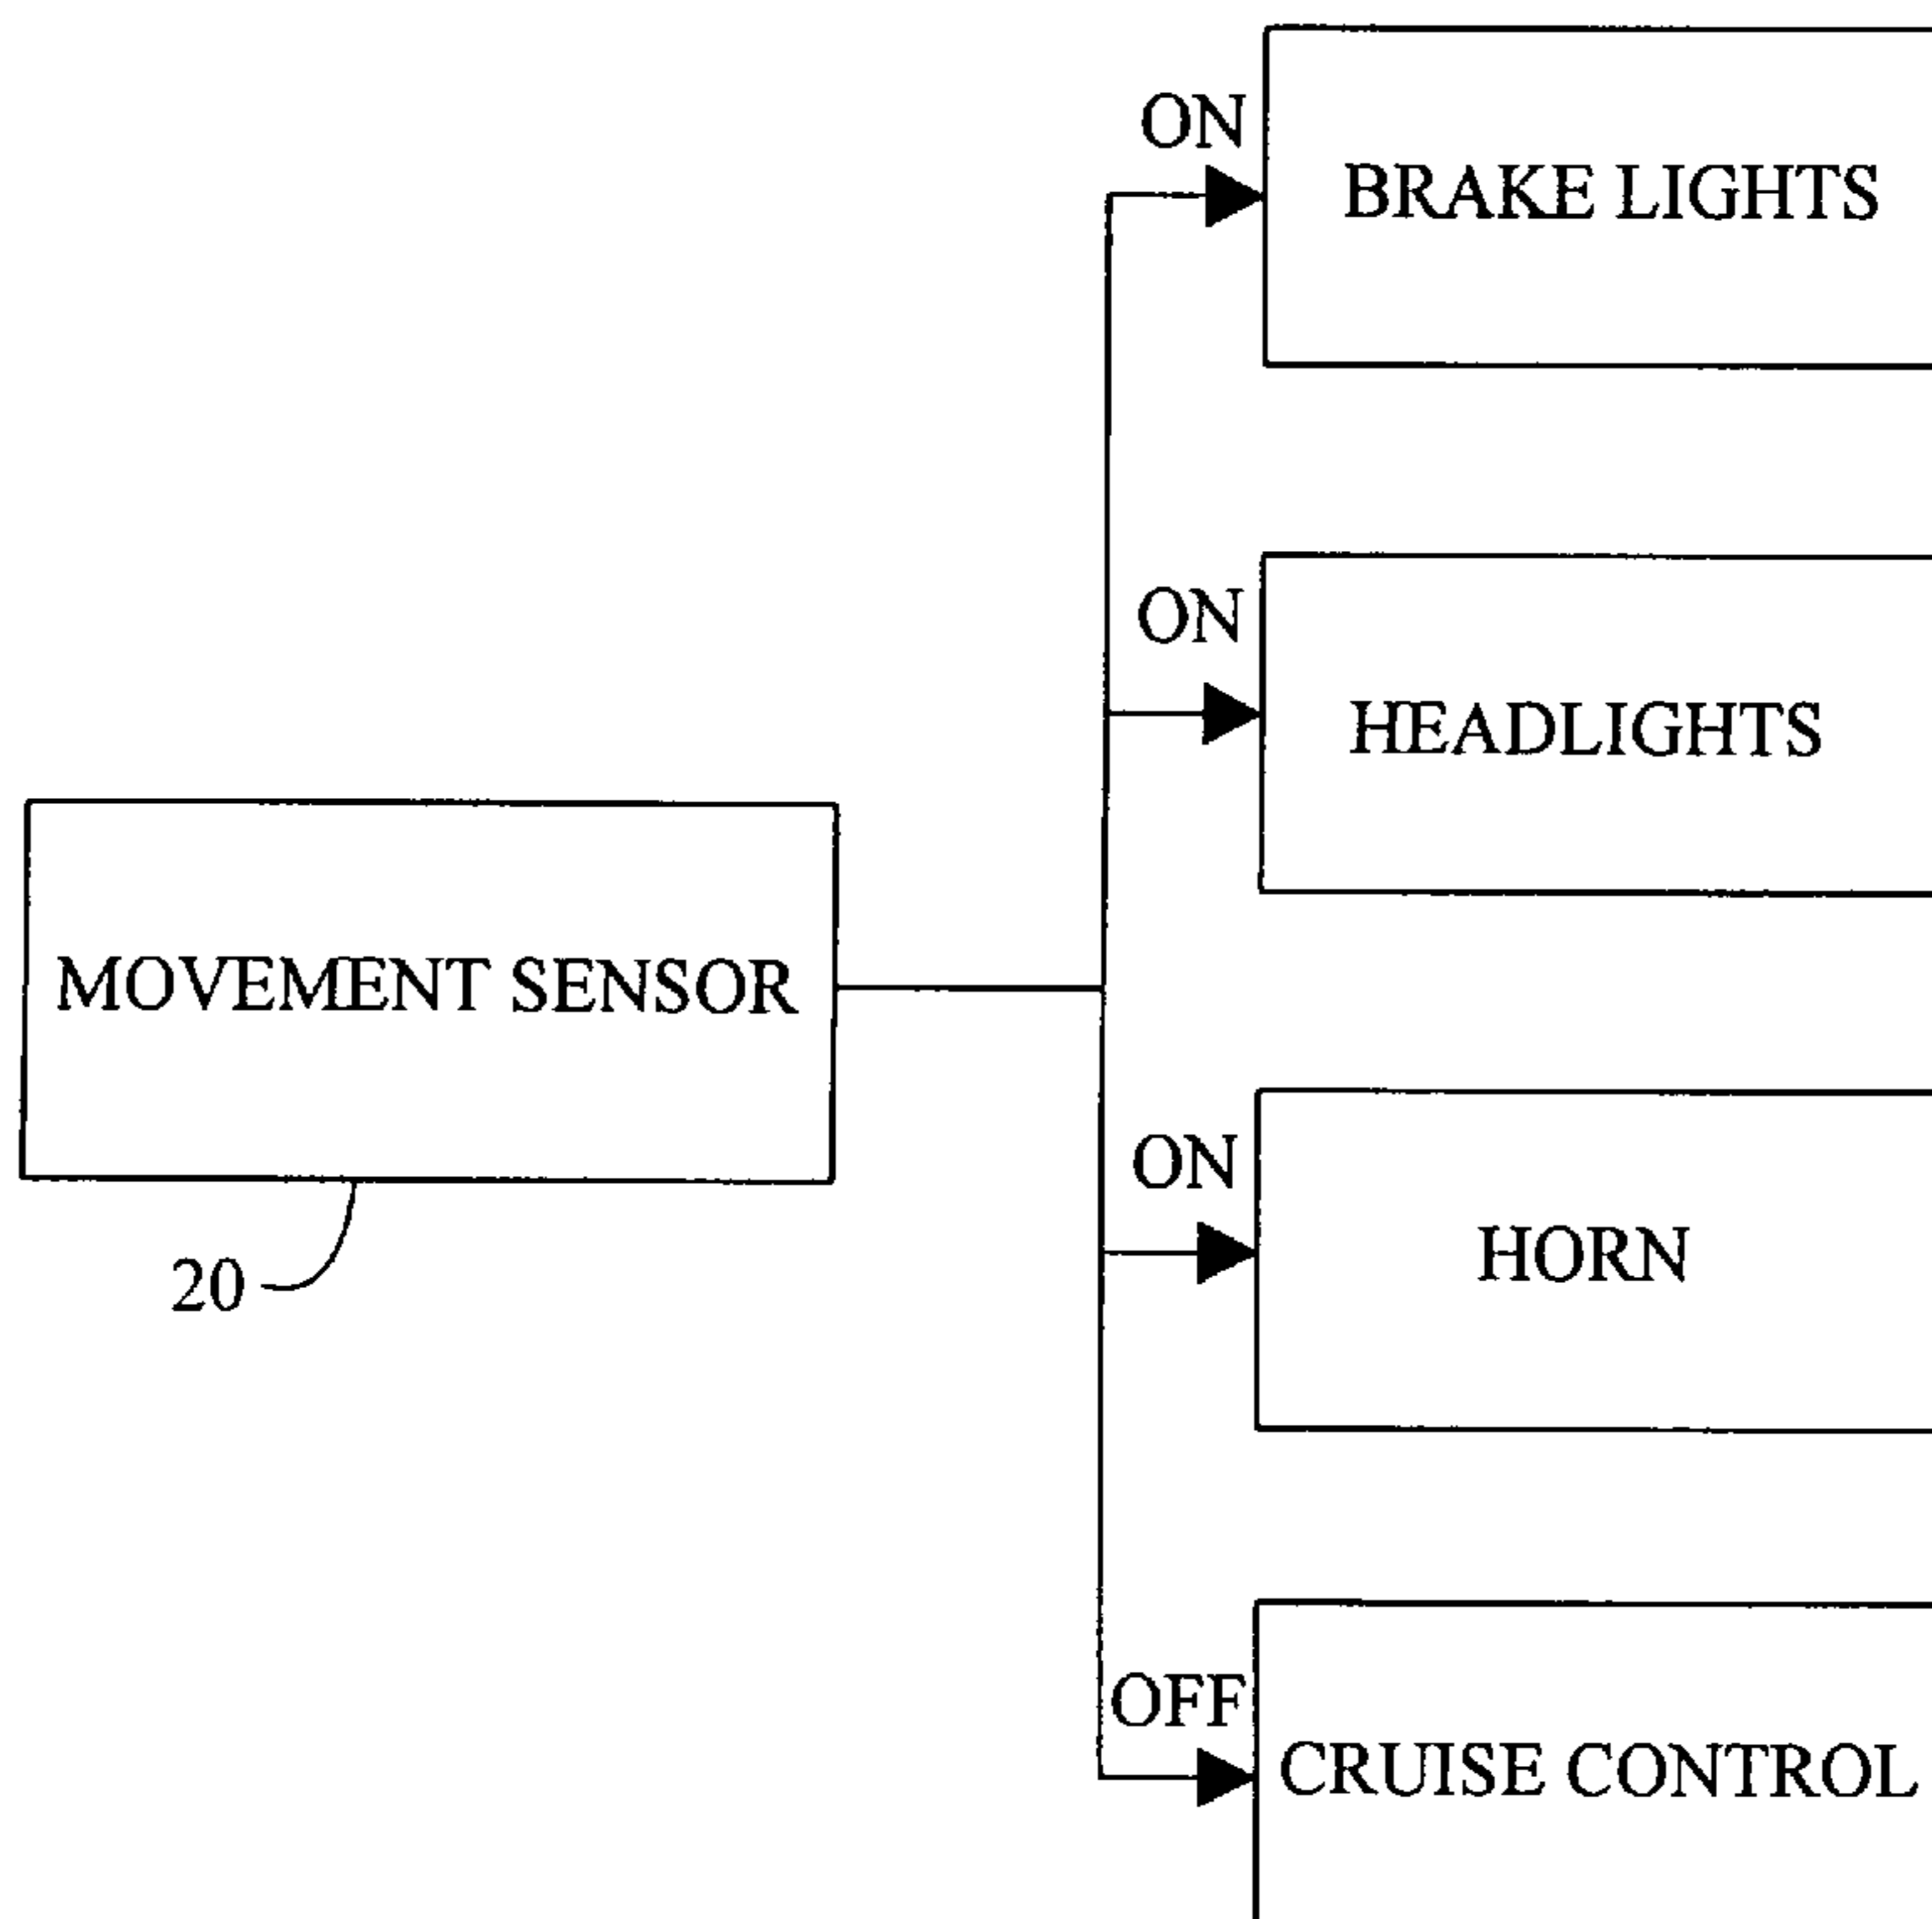 ON
BRAKE LIGHTS
ON
HEADLIGHTS
MOVEMENT SENSOR
20
ON
HORN
OFF
CRUISE CONTROL